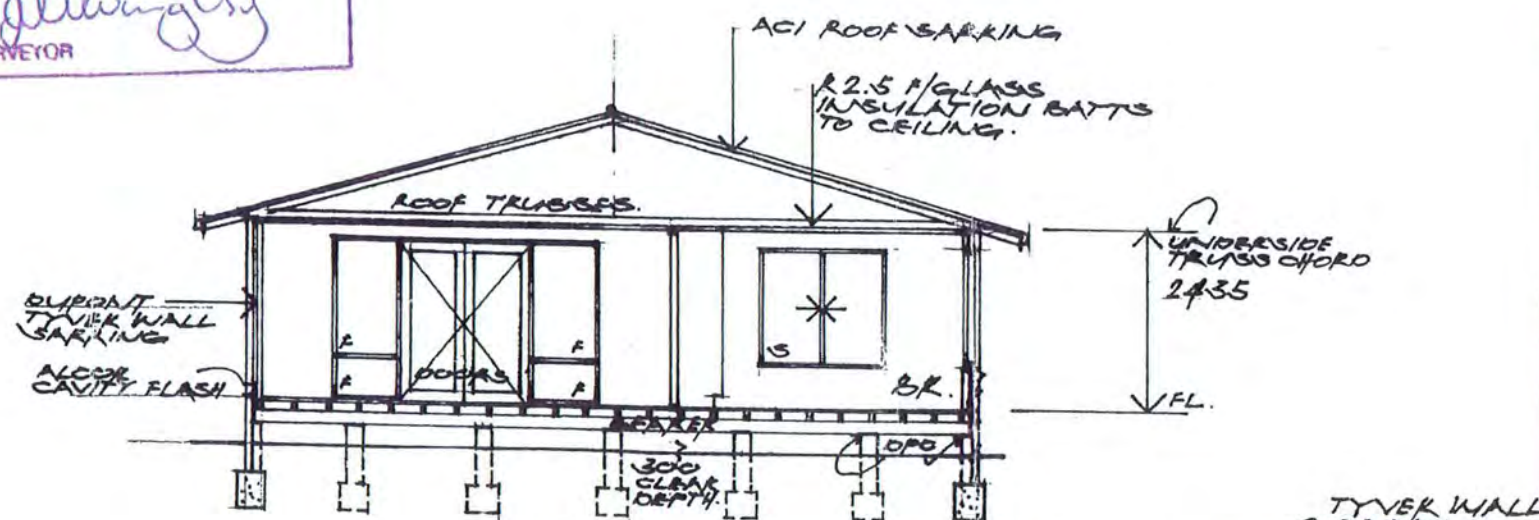 RVEYOR
ACI ROOF SARKING
R2.5 F/GLASS
INSULATION BATTS
TO CEILING.
ROOF TRUSSES.
UNDERSIDE
TRUSS CHORD
2435
DUPONT
TYVEK WALL
SARKING
ALCOR
CAVITY FLASH
F
F
F
F
DOORS
S
BR.
FL.
BEARER
300
CLEAR
DEPTH.
DPC
TYVEK WALL